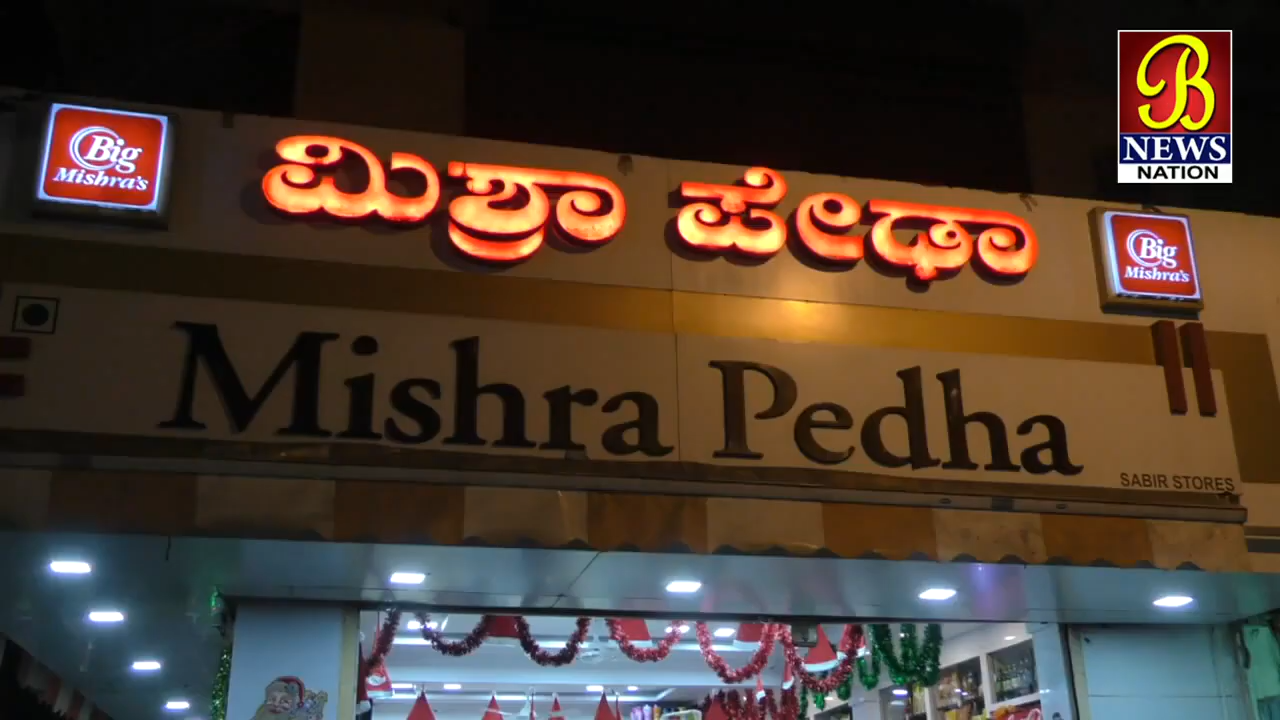 B
NEWS
NATION
Big
Mishra's
ಮಿಶ್ರಾ ಪೇಢಾ
Big
Mishra's
Mishra Pedha
SABIR STORES